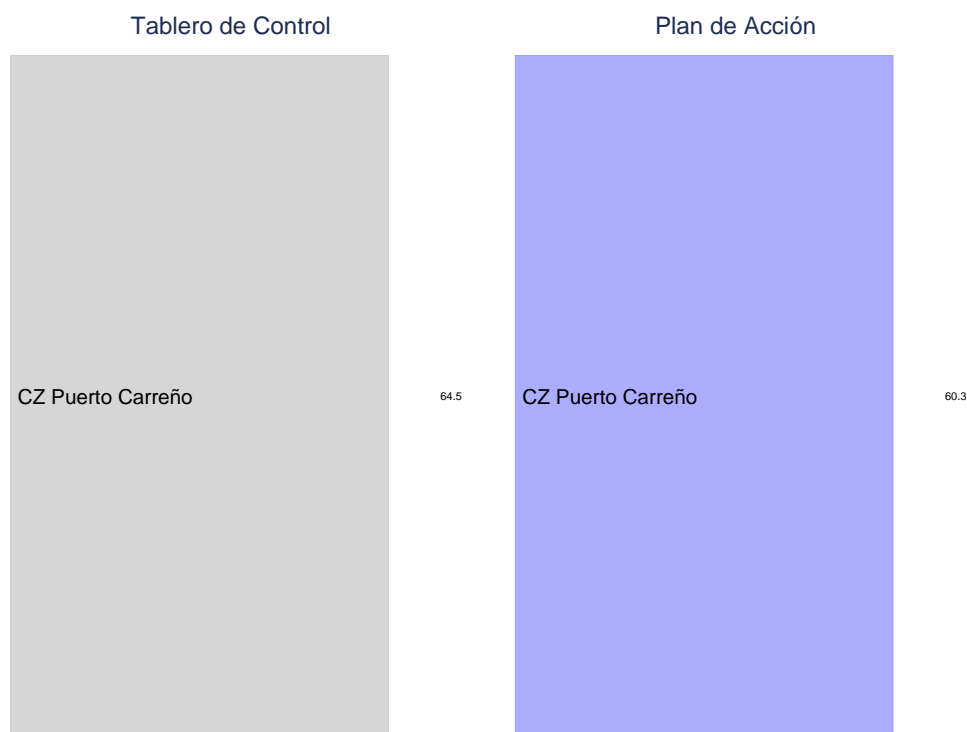 Tablero de Control
Plan de Acción
CZ Puerto Carreño 64.5
CZ Puerto Carreño 60.3